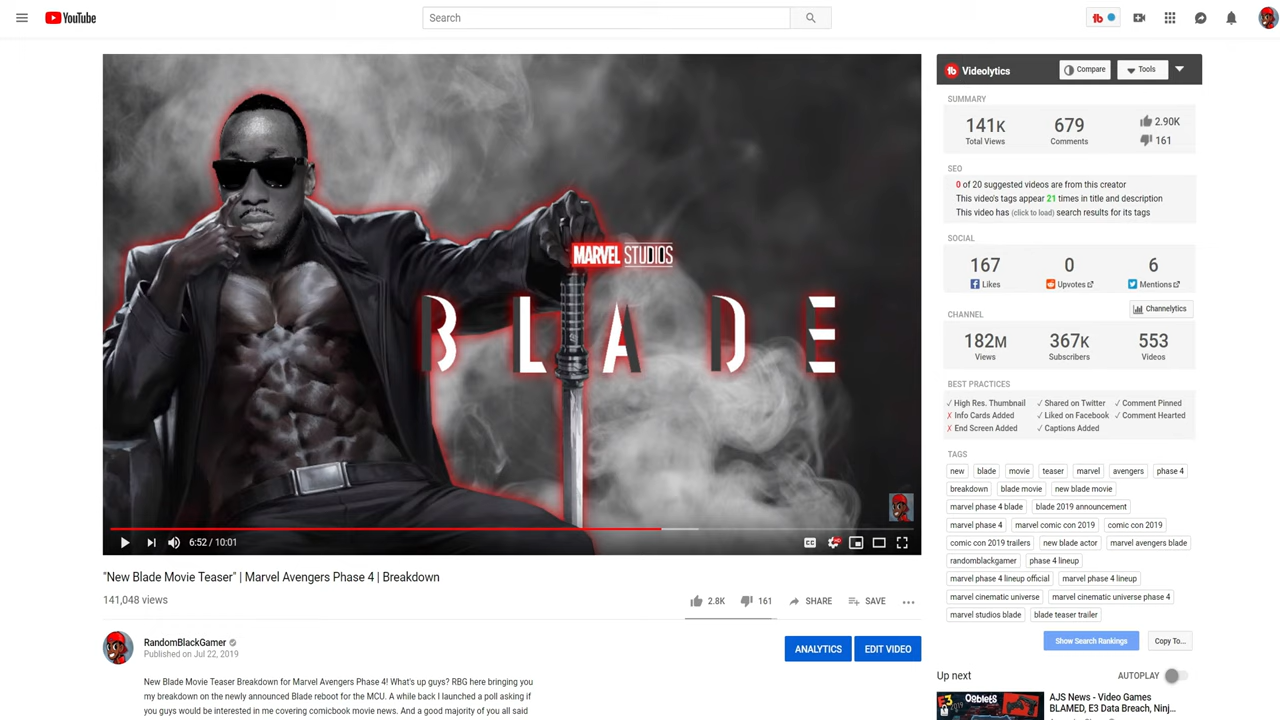 YouTube
Search
MARVEL STUDIOS
BLADE
6:52 / 10:01
"New Blade Movie Teaser" | Marvel Avengers Phase 4 | Breakdown
141,048 views
2.8K
161
SHARE
SAVE
RandomBlackGamer
Published on Jul 22, 2019
ANALYTICS
EDIT VIDEO
New Blade Movie Teaser Breakdown for Marvel Avengers Phase 4! What's up guys? RBG here bringing you
my breakdown on the newly announced Blade reboot for the MCU. A while back I launched a poll asking if
you guys would be interested in me covering comicbook movie news. And a good majority of you all said
tb
tb Videolytics
Compare
Tools
SUMMARY
141K 679 2.90K
Total Views Comments 161
SEO
0 of 20 suggested videos are from this creator
This video's tags appear 21 times in title and description
This video has (click to load) search results for its tags
SOCIAL
167 0 6
Likes Upvotes Mentions
CHANNEL Channelytics
182M 367K 553
Views Subscribers Videos
BEST PRACTICES
✓ High Res. Thumbnail ✓ Shared on Twitter ✓ Comment Pinned
✗ Info Cards Added ✓ Liked on Facebook ✓ Comment Hearted
✗ End Screen Added ✓ Captions Added
TAGS
new blade movie teaser marvel avengers phase 4
breakdown blade movie new blade movie
marvel phase 4 blade blade 2019 announcement
marvel phase 4 marvel comic con 2019 comic con 2019
comic con 2019 trailers new blade actor marvel avengers blade
randomblackgamer phase 4 lineup
marvel phase 4 lineup official marvel phase 4 lineup
marvel cinematic universe marvel cinematic universe phase 4
marvel studios blade blade teaser trailer
Show Search Rankings Copy To...
Up next AUTOPLAY
E3 2019 Ooblets
AJS News - Video Games
BLAMED, E3 Data Breach, Ninj...